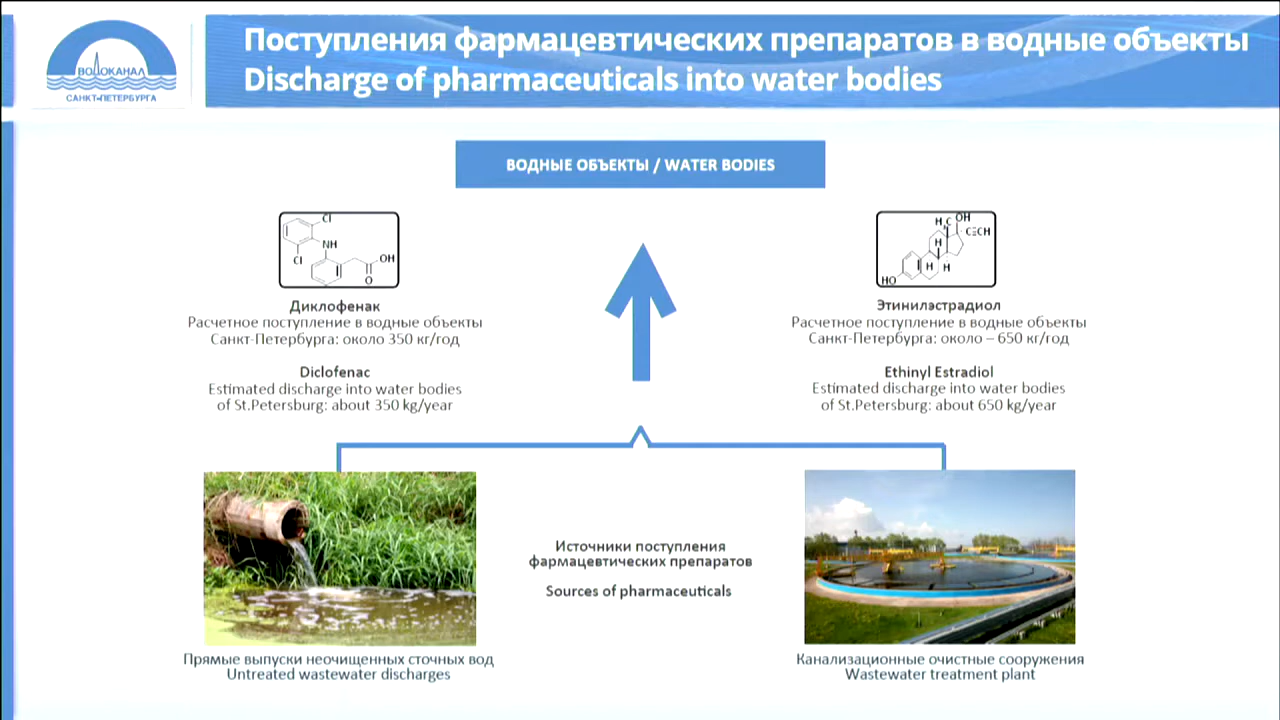 ВОДОКАНАЛ
САНКТ-ПЕТЕРБУРГА
Поступления фармацевтических препаратов в водные объекты
Discharge of pharmaceuticals into water bodies
ВОДНЫЕ ОБЪЕКТЫ / WATER BODIES
Cl
NH
Cl
OH
O
Диклофенак
Расчетное поступление в водные объекты
Санкт-Петербурга: около 350 кг/год
Diclofenac
Estimated discharge into water bodies
of St.Petersburg: about 350 kg/year
H₃C OH
C≡CH
H
H H
HO
Этинилэстрадиол
Расчетное поступление в водные объекты
Санкт-Петербурга: около – 650 кг/год
Ethinyl Estradiol
Estimated discharge into water bodies
of St.Petersburg: about 650 kg/year
Источники поступления
фармацевтических препаратов
Sources of pharmaceuticals
Прямые выпуски неочищенных сточных вод
Untreated wastewater discharges
Канализационные очистные сооружения
Wastewater treatment plant